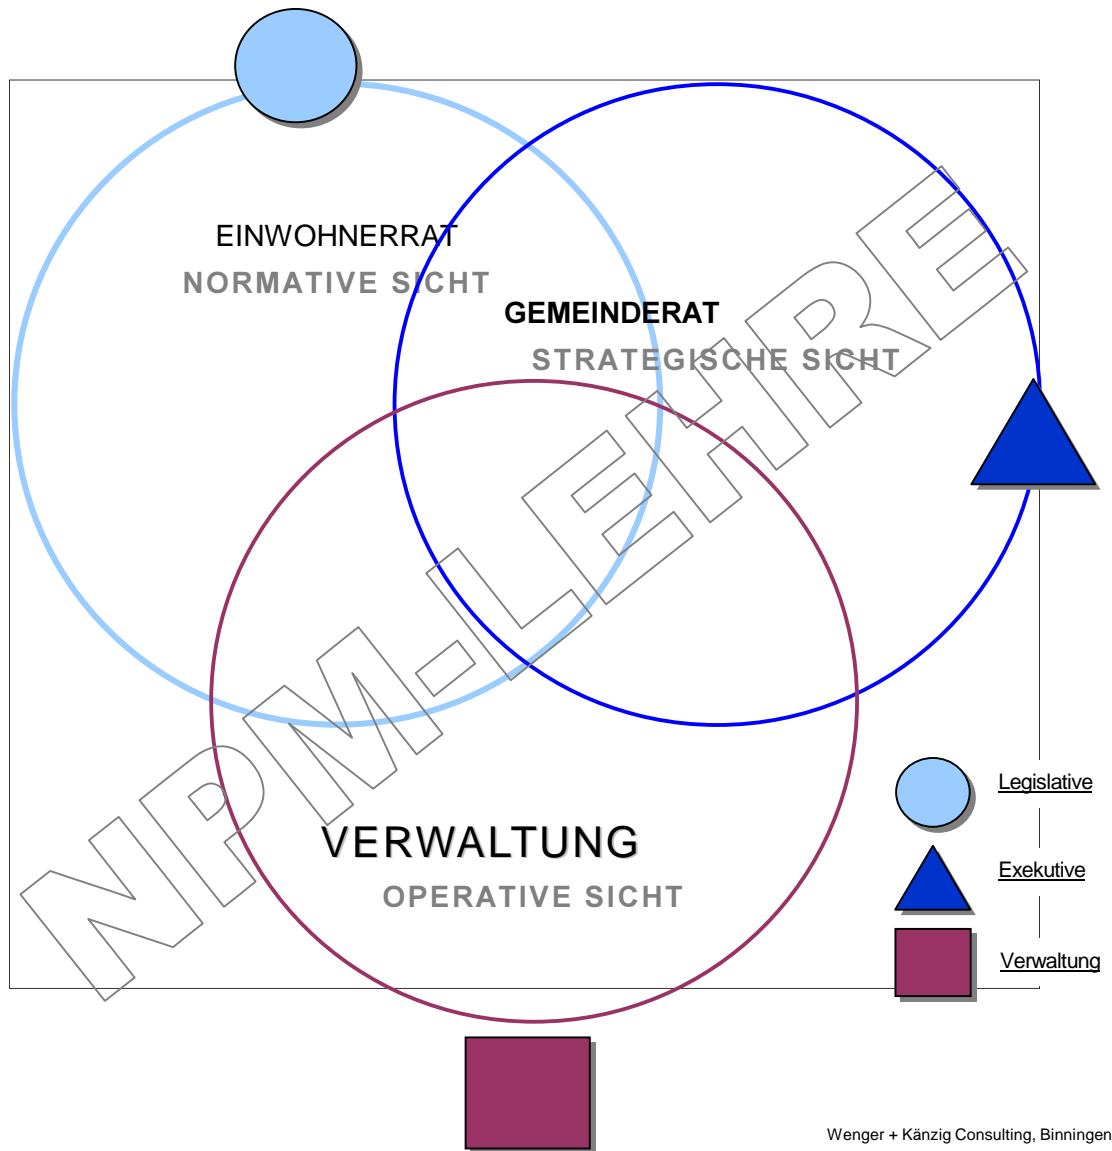 EINWOHNERRAT
NORMATIVE SICHT
GEMEINDERAT
STRATEGISCHE SICHT
NPM-LEHRE
VERWALTUNG
OPERATIVE SICHT
Legislative
Exekutive
Verwaltung
Wenger + Känzig Consulting, Binningen